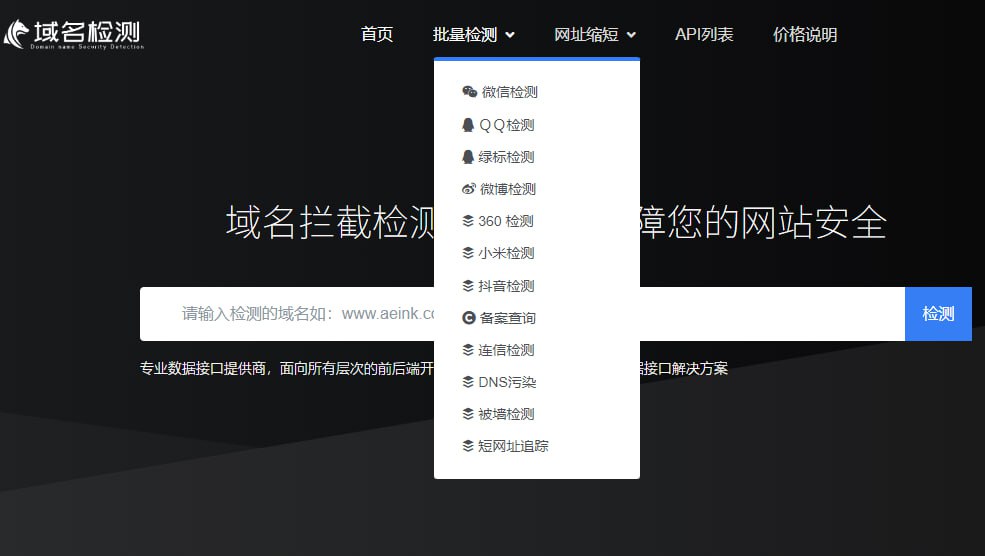 域名检测
Domain name Security Detection
首页
批量检测
网址缩短
API列表
价格说明
微信检测
QQ检测
绿标检测
微博检测
360 检测
小米检测
抖音检测
备案查询
连信检测
DNS污染
被墙检测
短网址追踪
域名拦截检测
障您的网站安全
请输入检测的域名如：www.aeink.co
检测
专业数据接口提供商，面向所有层次的前后端开
据接口解决方案